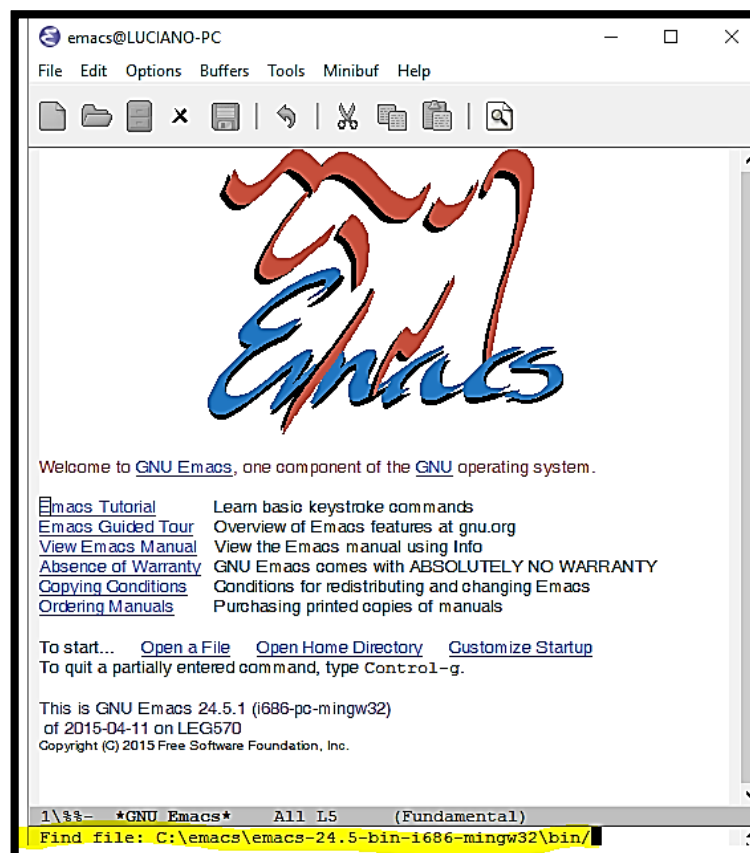 emacs@LUCIANO-PC
File Edit Options Buffers Tools Minibuf Help
Emacs
Welcome to GNU Emacs, one component of the GNU operating system.
Emacs Tutorial Learn basic keystroke commands
Emacs Guided Tour Overview of Emacs features at gnu.org
View Emacs Manual View the Emacs manual using Info
Absence of Warranty GNU Emacs comes with ABSOLUTELY NO WARRANTY
Copying Conditions Conditions for redistributing and changing Emacs
Ordering Manuals Purchasing printed copies of manuals
To start... Open a File Open Home Directory Customize Startup
To quit a partially entered command, type Control-g.
This is GNU Emacs 24.5.1 (i686-pc-mingw32)
of 2015-04-11 on LEG570
Copyright (C) 2015 Free Software Foundation, Inc.
1\%%- *GNU Emacs* All L5 (Fundamental)
Find file: C:\emacs\emacs-24.5-bin-i686-mingw32\bin/